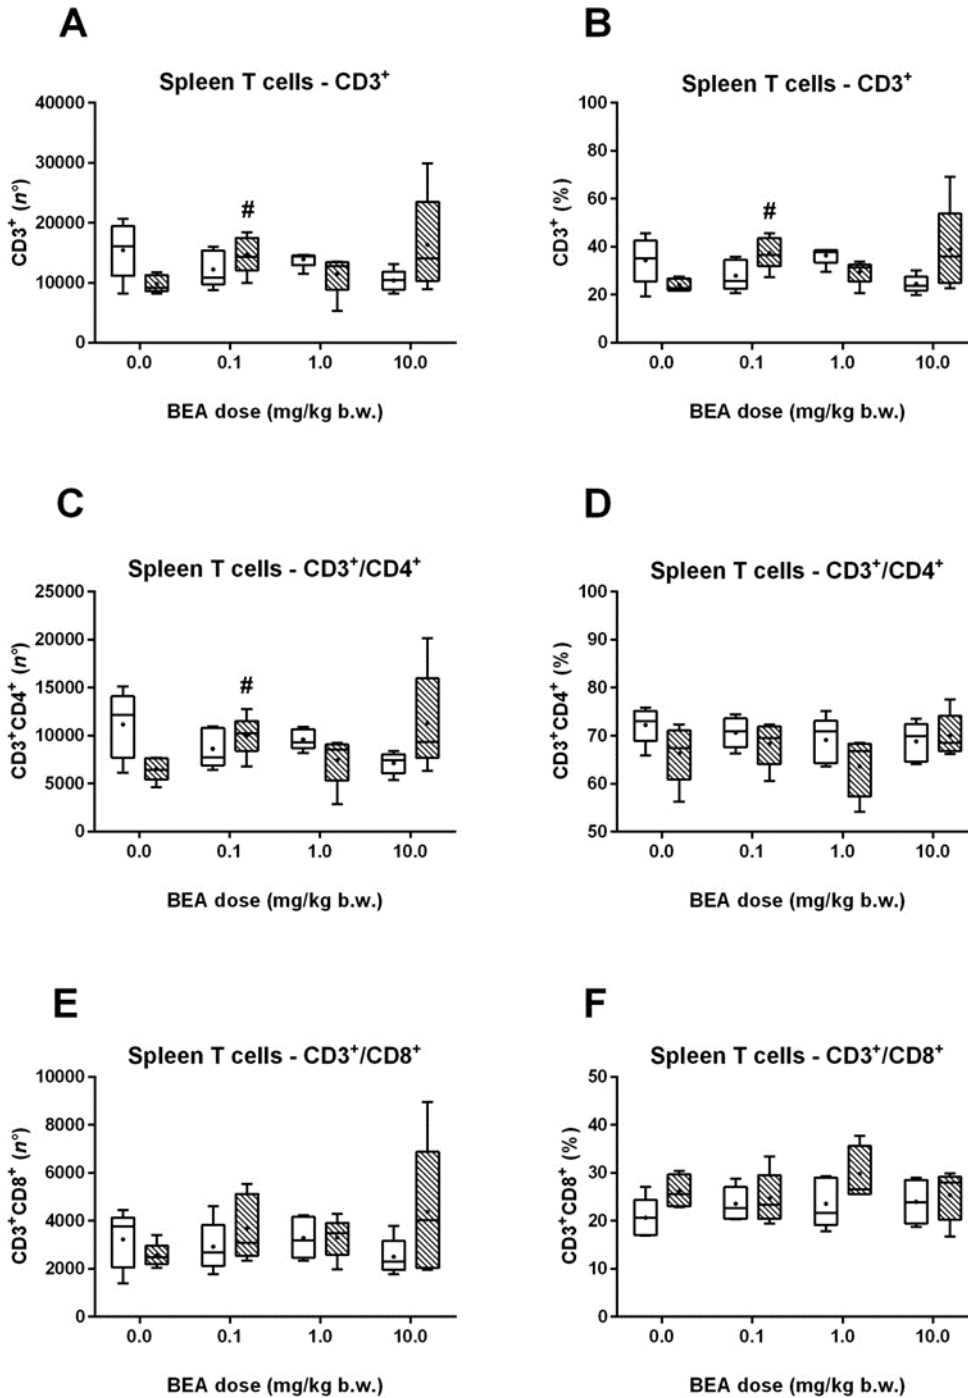 A
Spleen T cells - CD3⁺
CD3⁺ (n°)
40000
30000
20000
10000
0
#
0.0 0.1 1.0 10.0
BEA dose (mg/kg b.w.)
B
Spleen T cells - CD3⁺
CD3⁺ (%)
100
80
60
40
20
0
#
0.0 0.1 1.0 10.0
BEA dose (mg/kg b.w.)
C
Spleen T cells - CD3⁺/CD4⁺
CD3⁺CD4⁺ (n°)
25000
20000
15000
10000
5000
0
#
0.0 0.1 1.0 10.0
BEA dose (mg/kg b.w.)
D
Spleen T cells - CD3⁺/CD4⁺
CD3⁺CD4⁺ (%)
100
90
80
70
60
50
0.0 0.1 1.0 10.0
BEA dose (mg/kg b.w.)
E
Spleen T cells - CD3⁺/CD8⁺
CD3⁺CD8⁺ (n°)
10000
8000
6000
4000
2000
0
0.0 0.1 1.0 10.0
BEA dose (mg/kg b.w.)
F
Spleen T cells - CD3⁺/CD8⁺
CD3⁺CD8⁺ (%)
50
40
30
20
10
0
0.0 0.1 1.0 10.0
BEA dose (mg/kg b.w.)